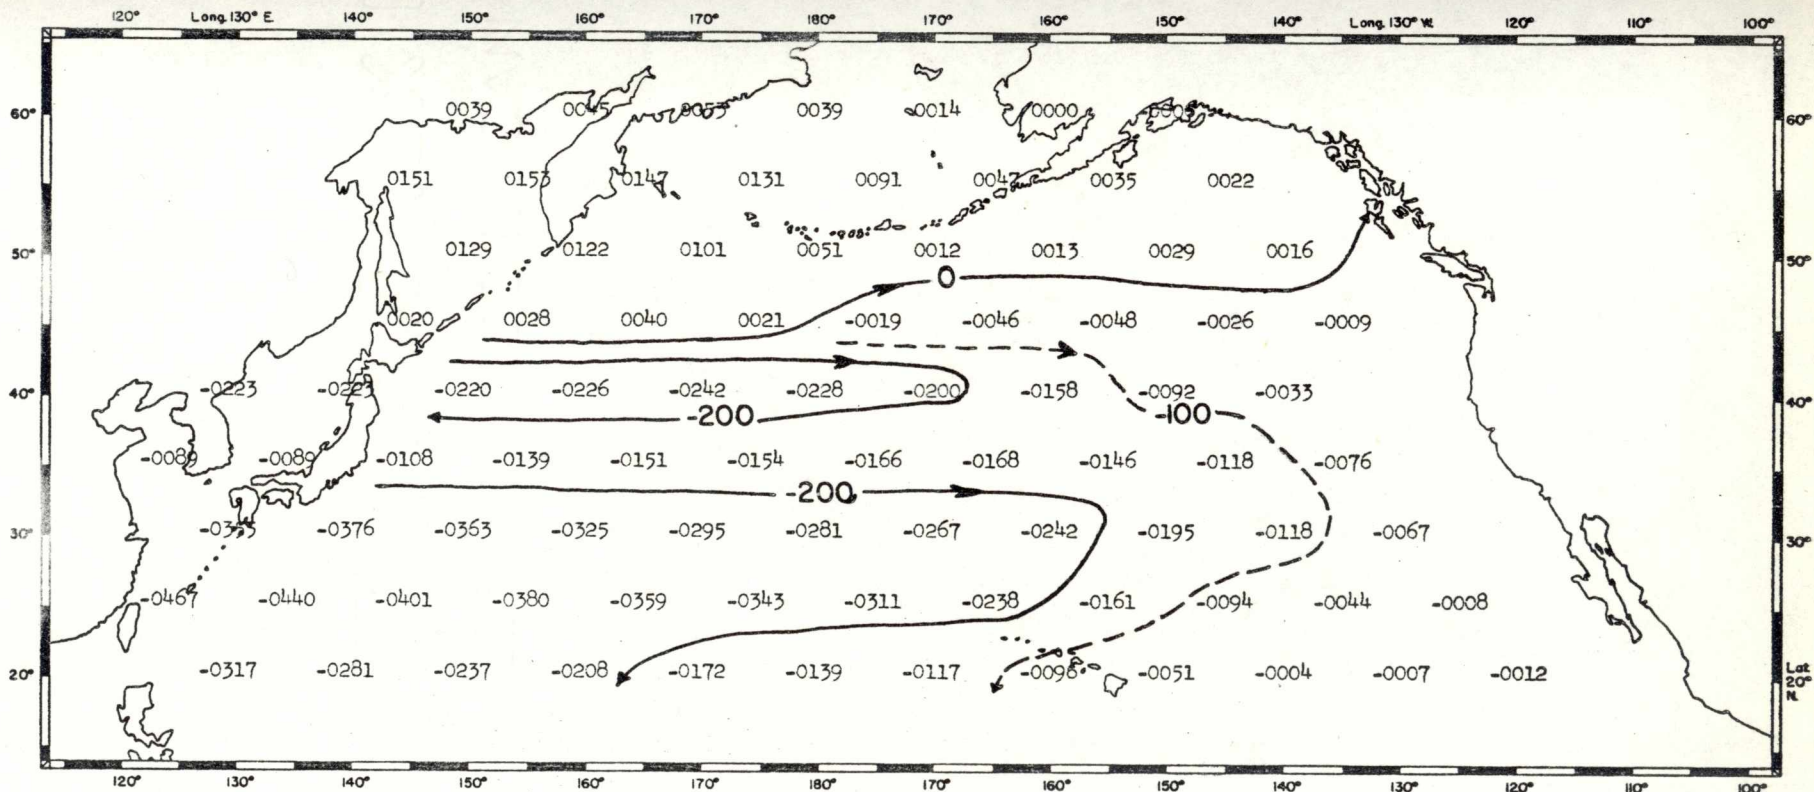 120° Long. 130° E. 140° 150° 160° 170° 180° 170° 160° 150° 140° Long. 130° W. 120° 110° 100°
60° 0039 0045 0053 0039 0014 0000 60°
0151 0153 0147 0131 0091 0047 0035 0022
50° 0129 0122 0101 0051 0012 0013 0029 0016 50°
0
0020 0028 0040 0021 -0019 -0046 -0048 -0026 -0009
40° -0223 -0223 -0220 -0226 -0242 -0228 -0200 -0158 -0092 -0033 40°
-200 -100
-0089 -0089 -0108 -0139 -0151 -0154 -0166 -0168 -0146 -0118 -0076
-200
30° -0376 -0363 -0325 -0295 -0281 -0267 -0242 -0195 -0118 -0067 30°
-0467 -0440 -0401 -0380 -0359 -0343 -0311 -0238 -0161 -0094 -0044 -0008
20° -0317 -0281 -0237 -0208 -0172 -0139 -0117 -0098 -0051 -0004 -0007 -0012 Lat. 20° N.
120° 130° 140° 150° 160° 170° 180° 170° 160° 150° 140° 130° 120° 110° 100°